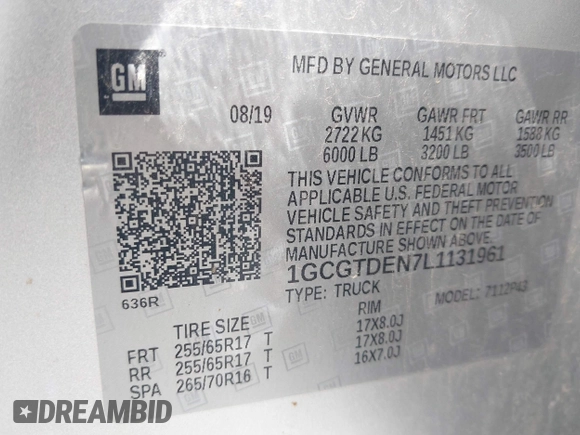 GM
MFD BY GENERAL MOTORS LLC
08/19 GVWR GAWR FRT GAWR RR
2722 KG 1451 KG 1588 KG
6000 LB 3200 LB 3500 LB
THIS VEHICLE CONFORMS TO ALL
APPLICABLE U.S. FEDERAL MOTOR
VEHICLE SAFETY AND THEFT PREVENTION
STANDARDS IN EFFECT ON THE DATE OF
MANUFACTURE SHOWN ABOVE.
1GCGTDEN7L1131961
636R
TYPE: TRUCK MODEL: 7112P43
TIRE SIZE RIM
FRT 255/65R17 T 17X8.0J
RR 255/65R17 T 17X8.0J
SPA 265/70R16 T 16X7.0J
DREAMBID